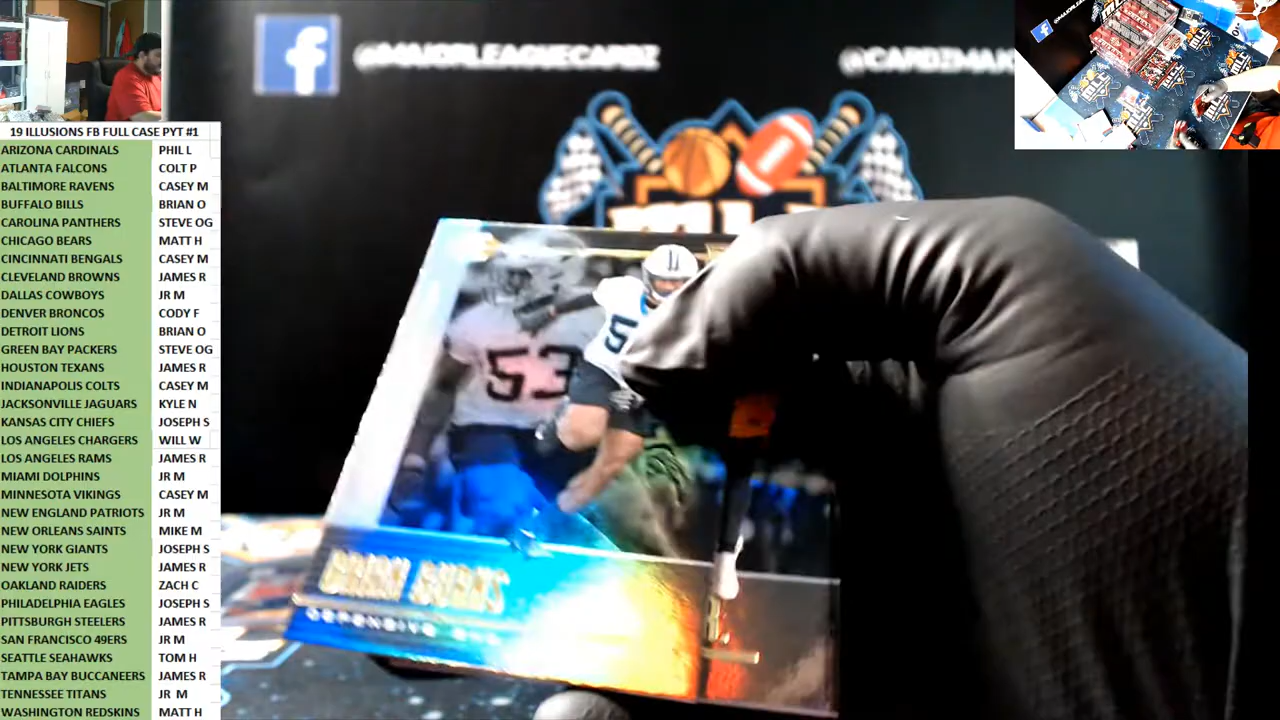 @MAJORLEAGUECARDZ
19 ILLUSIONS FB FULL CASE PYT #1
ARIZONA CARDINALS PHIL L
ATLANTA FALCONS COLT P
BALTIMORE RAVENS CASEY M
BUFFALO BILLS BRIAN O
CAROLINA PANTHERS STEVE OG
CHICAGO BEARS MATT H
CINCINNATI BENGALS CASEY M
CLEVELAND BROWNS JAMES R
DALLAS COWBOYS JR M
DENVER BRONCOS CODY F
DETROIT LIONS BRIAN O
GREEN BAY PACKERS STEVE OG
HOUSTON TEXANS JAMES R
INDIANAPOLIS COLTS CASEY M
JACKSONVILLE JAGUARS KYLE N
KANSAS CITY CHIEFS JOSEPH S
LOS ANGELES CHARGERS WILL W
LOS ANGELES RAMS JAMES R
MIAMI DOLPHINS JR M
MINNESOTA VIKINGS CASEY M
NEW ENGLAND PATRIOTS JR M
NEW ORLEANS SAINTS MIKE M
NEW YORK GIANTS JOSEPH S
NEW YORK JETS JAMES R
OAKLAND RAIDERS ZACH C
PHILADELPHIA EAGLES JOSEPH S
PITTSBURGH STEELERS JAMES R
SAN FRANCISCO 49ERS JR M
SEATTLE SEAHAWKS TOM H
TAMPA BAY BUCCANEERS JAMES R
TENNESSEE TITANS JR M
WASHINGTON REDSKINS MATT H
@CARDZMAJ
53
5
BRIAN BURNS
DEFENSIVE END